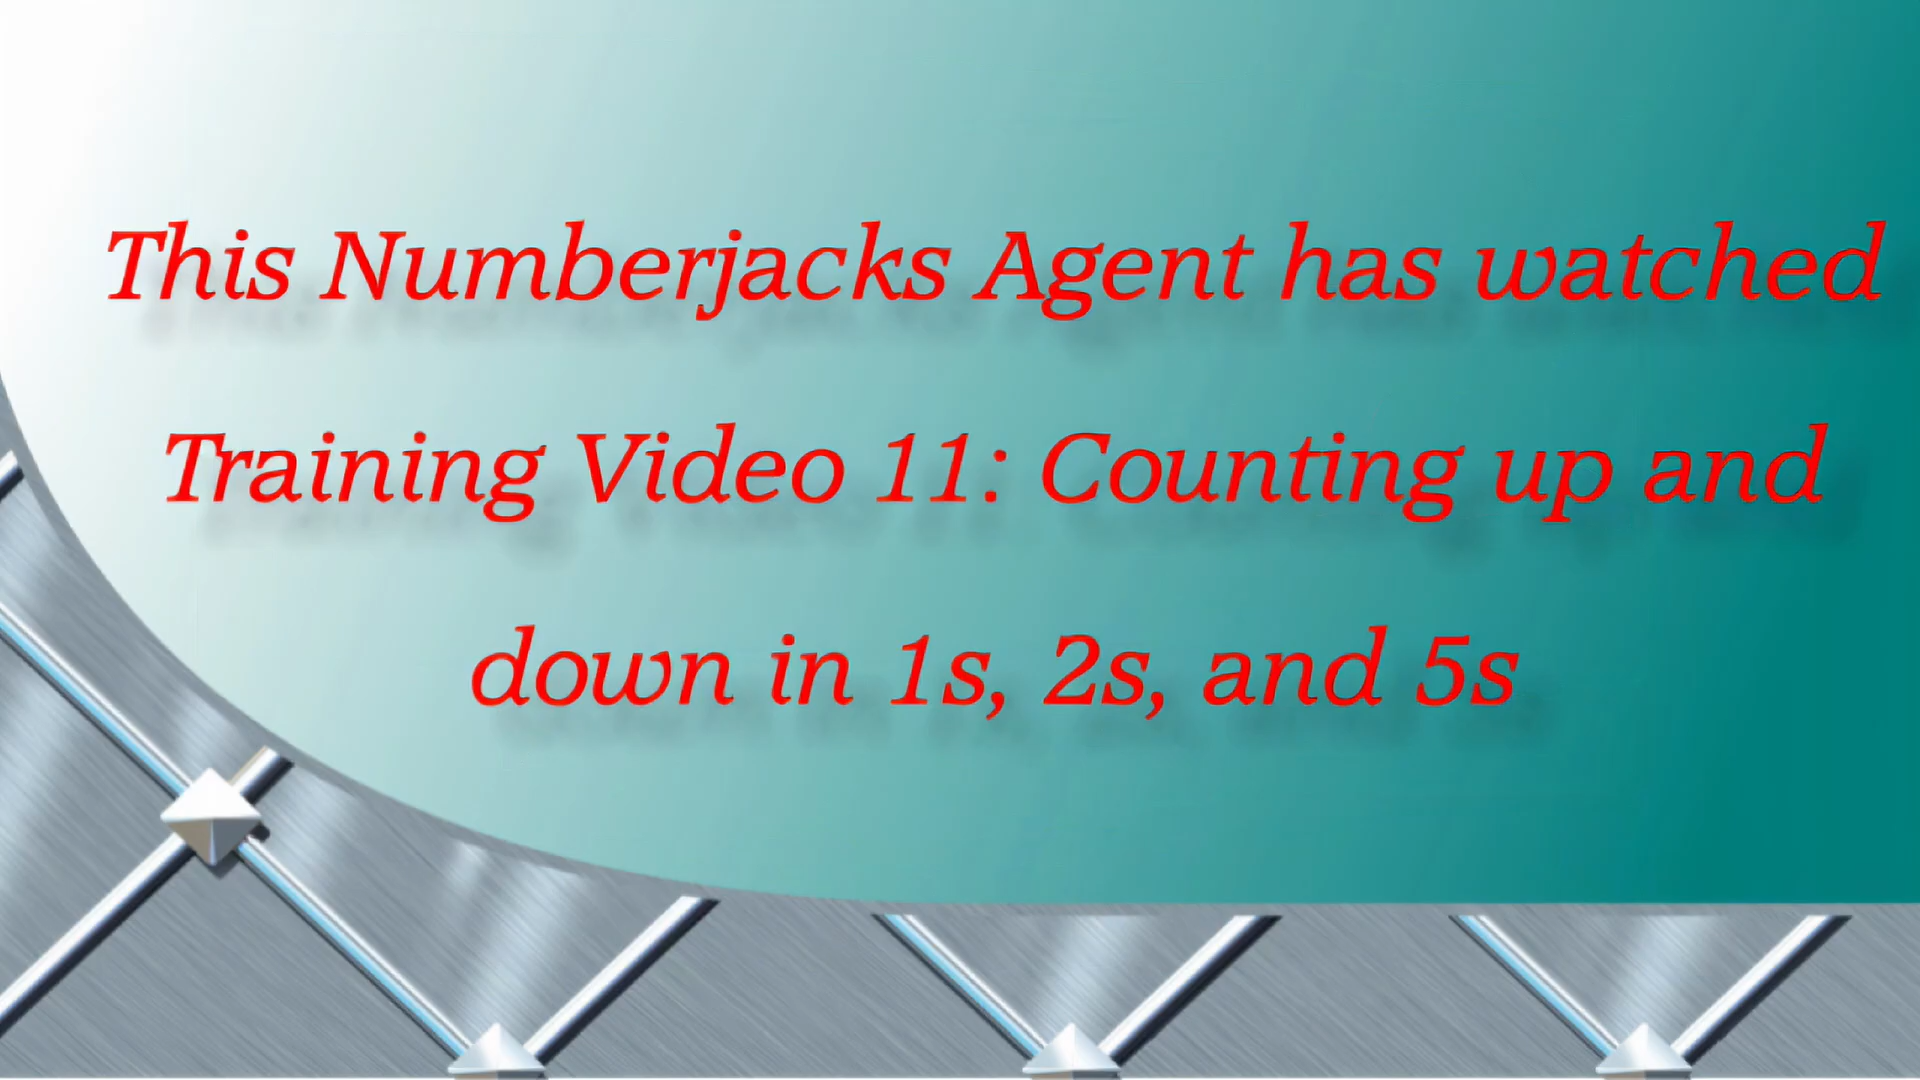 This Numberjacks Agent has watched
Training Video 11: Counting up and
down in 1s, 2s, and 5s